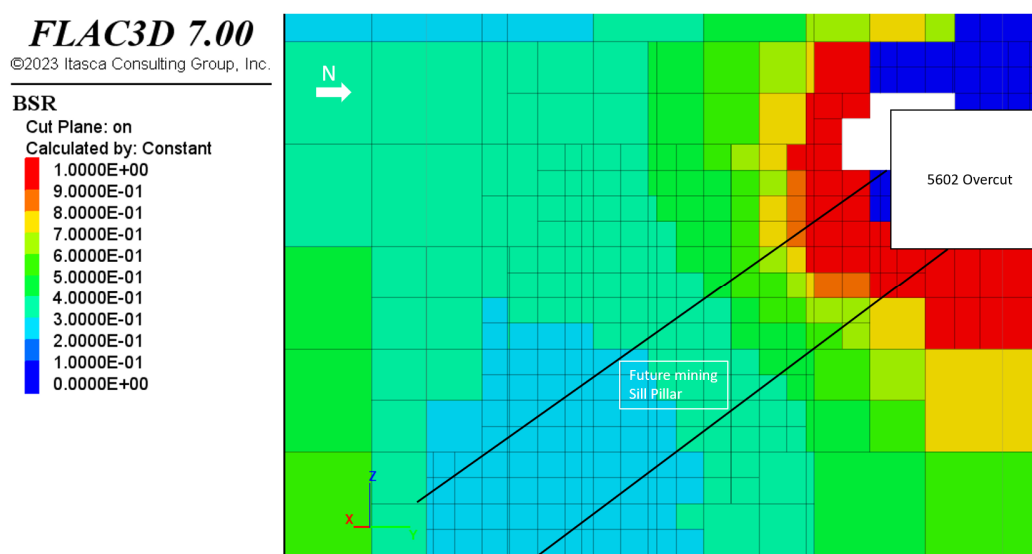 FLAC3D 7.00
©2023 Itasca Consulting Group, Inc.
BSR
Cut Plane: on
Calculated by: Constant
1.0000E+00
9.0000E-01
8.0000E-01
7.0000E-01
6.0000E-01
5.0000E-01
4.0000E-01
3.0000E-01
2.0000E-01
1.0000E-01
0.0000E+00
N
5602 Overcut
Future mining
Sill Pillar
Z
X
Y